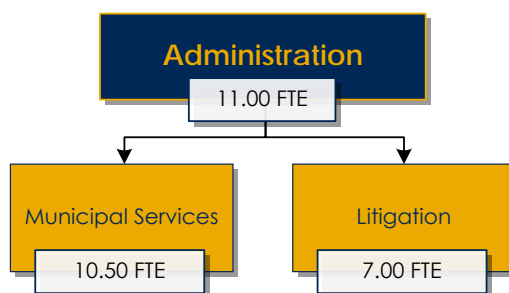 Administration
11.00 FTE
Municipal Services
Litigation
10.50 FTE
7.00 FTE